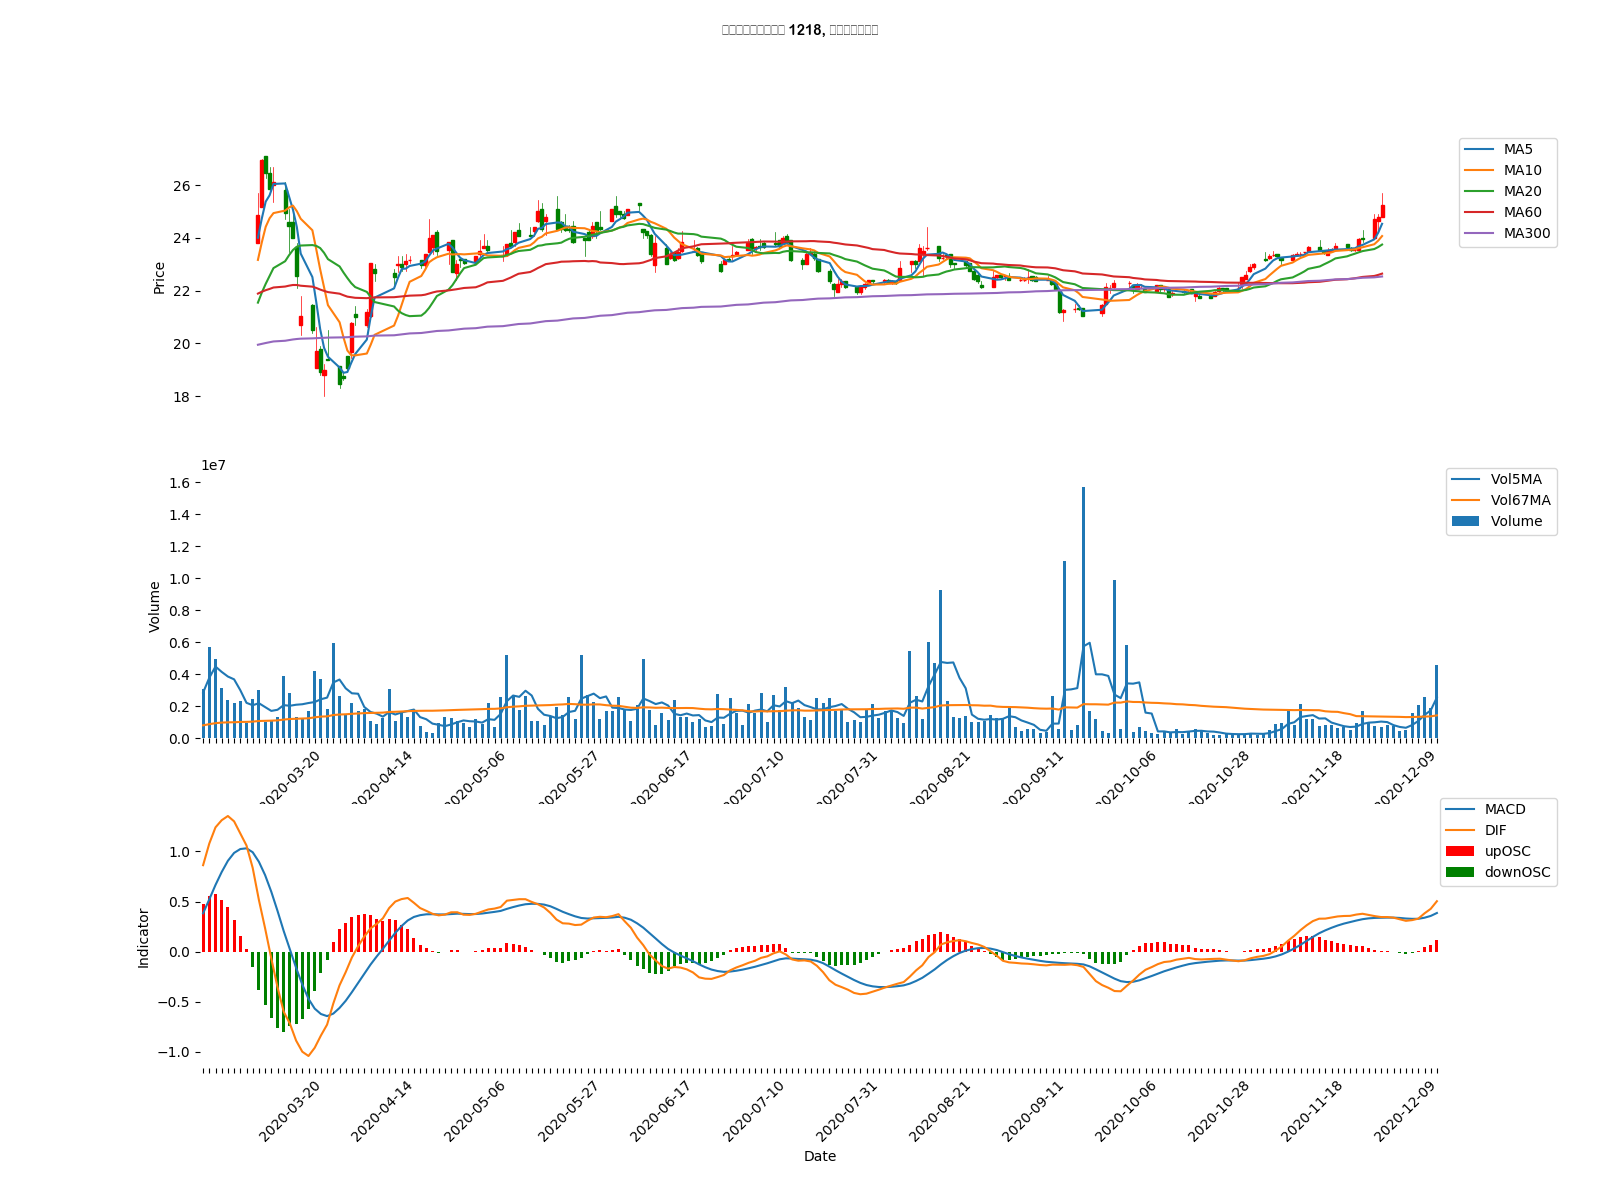 1218,
MA5
MA10
MA20
MA60
MA300
Price
26
24
22
20
18
1e7
Vol5MA
Vol67MA
Volume
Volume
1.6
1.4
1.2
1.0
0.8
0.6
0.4
0.2
0.0
2020-03-20 2020-04-14 2020-05-06 2020-05-27 2020-06-17 2020-07-10 2020-07-31 2020-08-21 2020-09-11 2020-10-06 2020-10-28 2020-11-18 2020-12-09
MACD
DIF
upOSC
downOSC
Indicator
1.0
0.5
0.0
−0.5
−1.0
2020-03-20 2020-04-14 2020-05-06 2020-05-27 2020-06-17 2020-07-10 2020-07-31 2020-08-21 2020-09-11 2020-10-06 2020-10-28 2020-11-18 2020-12-09
Date